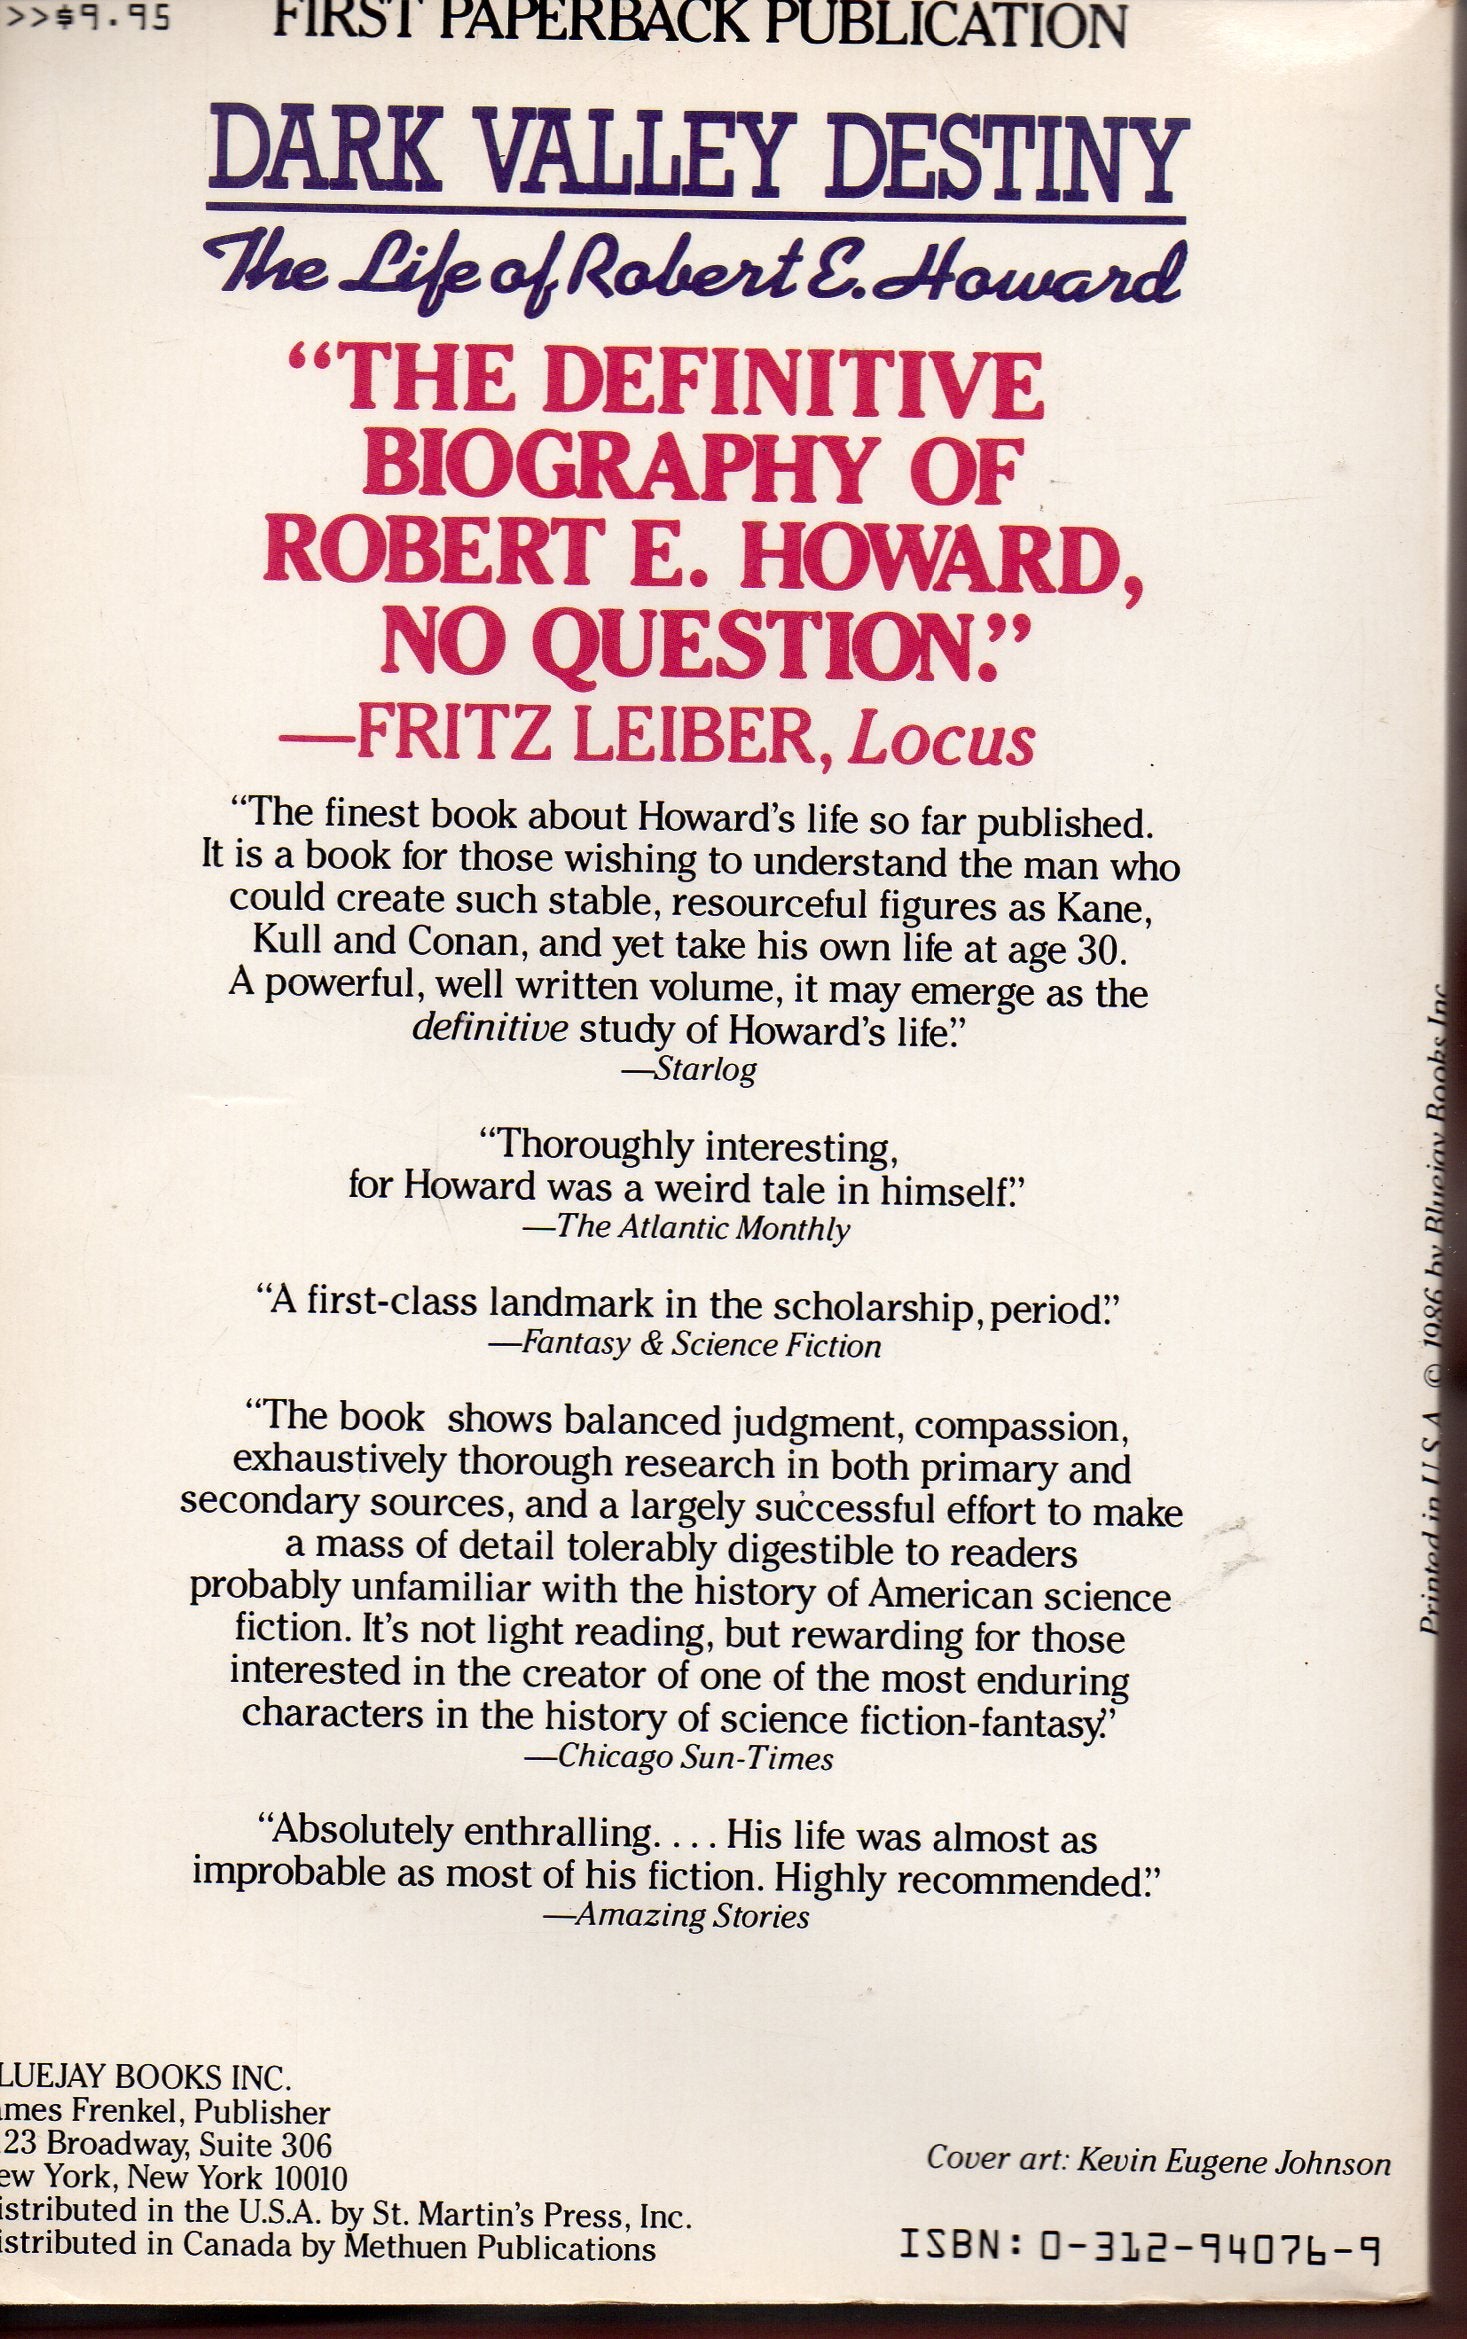 >>$9.95
FIRST PAPERBACK PUBLICATION
DARK VALLEY DESTINY
The Life of Robert E. Howard
“THE DEFINITIVE
BIOGRAPHY OF
ROBERT E. HOWARD,
NO QUESTION.”
—FRITZ LEIBER, Locus
“The finest book about Howard’s life so far published.
It is a book for those wishing to understand the man who
could create such stable, resourceful figures as Kane,
Kull and Conan, and yet take his own life at age 30.
A powerful, well written volume, it may emerge as the
definitive study of Howard’s life.”
—Starlog
“Thoroughly interesting,
for Howard was a weird tale in himself.”
—The Atlantic Monthly
“A first-class landmark in the scholarship, period.”
—Fantasy & Science Fiction
“The book shows balanced judgment, compassion,
exhaustively thorough research in both primary and
secondary sources, and a largely successful effort to make
a mass of detail tolerably digestible to readers
probably unfamiliar with the history of American science
fiction. It’s not light reading, but rewarding for those
interested in the creator of one of the most enduring
characters in the history of science fiction-fantasy.”
—Chicago Sun-Times
“Absolutely enthralling. . . . His life was almost as
improbable as most of his fiction. Highly recommended.”
—Amazing Stories
LUEJAY BOOKS INC.
mes Frenkel, Publisher
23 Broadway, Suite 306
ew York, New York 10010
istributed in the U.S.A. by St. Martin’s Press, Inc.
istributed in Canada by Methuen Publications
Cover art: Kevin Eugene Johnson
ISBN: 0-312-94076-9
Printed in U.S.A. © 1986 by Bluejay Books Inc.